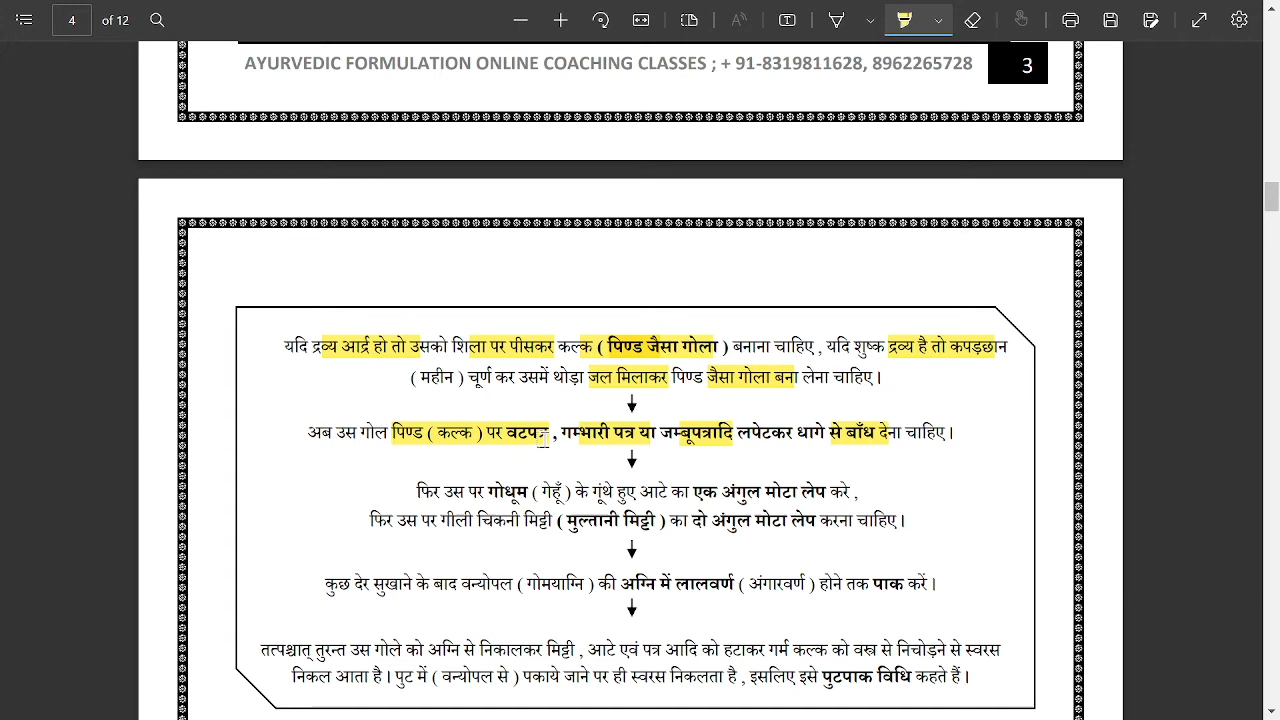 4 of 12
AYURVEDIC FORMULATION ONLINE COACHING CLASSES ; + 91-8319811628, 8962265728
3
यदि द्रव्य आर्द्र हो तो उसको शिला पर पीसकर कल्क ( पिण्ड जैसा गोला ) बनाना चाहिए , यदि शुष्क द्रव्य है तो कपड़छान
( महीन ) चूर्ण कर उसमें थोड़ा जल मिलाकर पिण्ड जैसा गोला बना लेना चाहिए ।
अब उस गोल पिण्ड ( कल्क ) पर वटपत्र , गम्भारी पत्र या जम्बूपत्रादि लपेटकर धागे से बाँध देना चाहिए ।
फिर उस पर गोधूम ( गेहूँ ) के गूंथे हुए आटे का एक अंगुल मोटा लेप करे ,
फिर उस पर गीली चिकनी मिट्टी ( मुल्तानी मिट्टी ) का दो अंगुल मोटा लेप करना चाहिए ।
कुछ देर सुखाने के बाद वन्योपल ( गोमयाग्नि ) की अग्नि में लालवर्ण ( अंगारवर्ण ) होने तक पाक करें ।
तत्पश्चात् तुरन्त उस गोले को अग्नि से निकालकर मिट्टी , आटे एवं पत्र आदि को हटाकर गर्म कल्क को वस्त्र से निचोड़ने से स्वरस
निकल आता है । पुट में ( वन्योपल से ) पकाये जाने पर ही स्वरस निकलता है , इसलिए इसे पुटपाक विधि कहते हैं ।